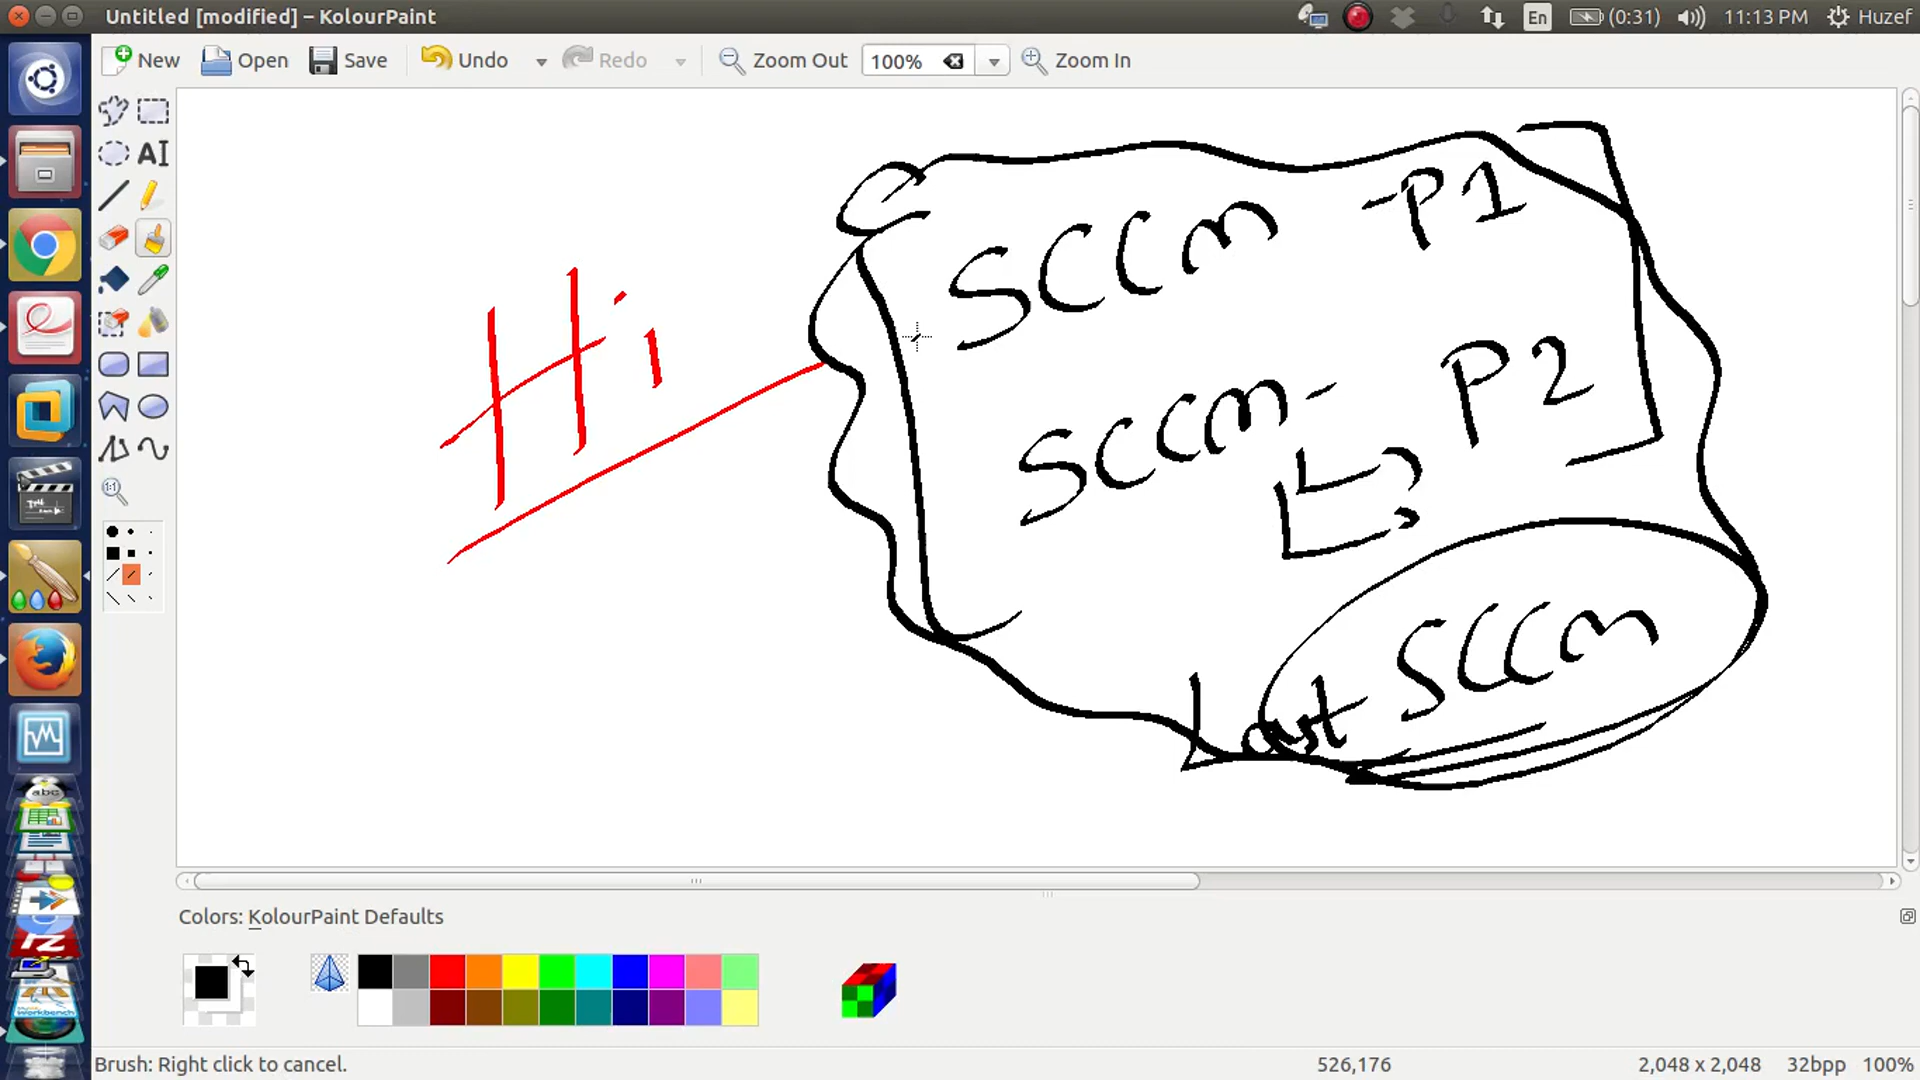 Untitled [modified] – KolourPaint
En
(0:31)
11:13 PM
Huzef
New
Open
Save
Undo
Redo
Zoom Out
100%
Zoom In
SCCM - P1
Hi
SCCM - P2
Last SCCM
Colors: KolourPaint Defaults
Brush: Right click to cancel.
526,176
2,048 x 2,048
32bpp
100%